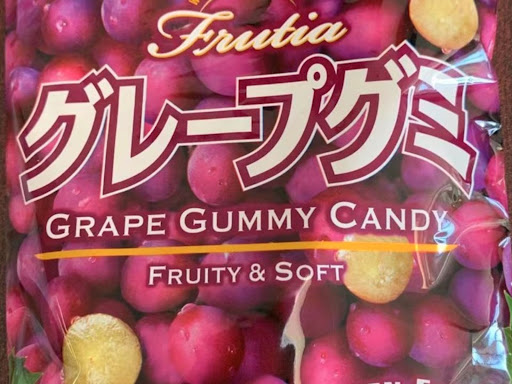 Frutia
グレープグミ
GRAPE GUMMY CANDY
FRUITY & SOFT